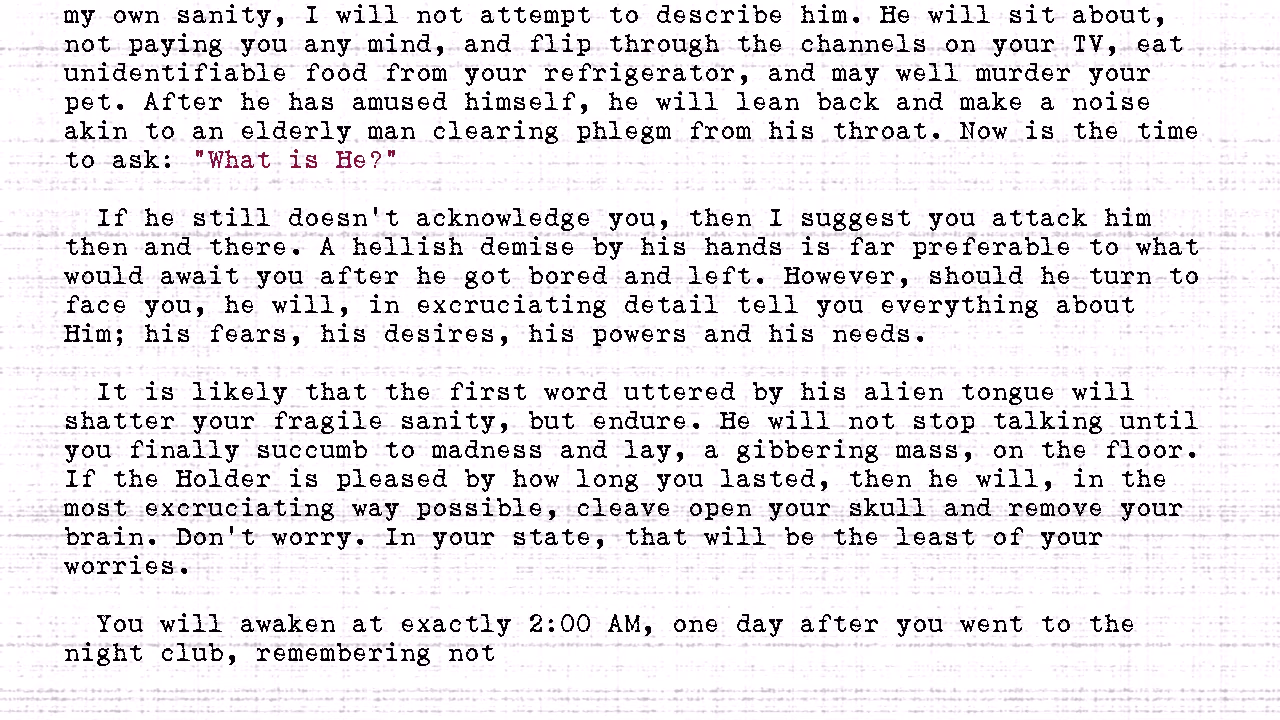 my own sanity, I will not attempt to describe him. He will sit about,
not paying you any mind, and flip through the channels on your TV, eat
unidentifiable food from your refrigerator, and may well murder your
pet. After he has amused himself, he will lean back and make a noise
akin to an elderly man clearing phlegm from his throat. Now is the time
to ask: "What is He?"
If he still doesn't acknowledge you, then I suggest you attack him
then and there. A hellish demise by his hands is far preferable to what
would await you after he got bored and left. However, should he turn to
face you, he will, in excruciating detail tell you everything about
Him; his fears, his desires, his powers and his needs.
It is likely that the first word uttered by his alien tongue will
shatter your fragile sanity, but endure. He will not stop talking until
you finally succumb to madness and lay, a gibbering mass, on the floor.
If the Holder is pleased by how long you lasted, then he will, in the
most excruciating way possible, cleave open your skull and remove your
brain. Don't worry. In your state, that will be the least of your
worries.
You will awaken at exactly 2:00 AM, one day after you went to the
night club, remembering not